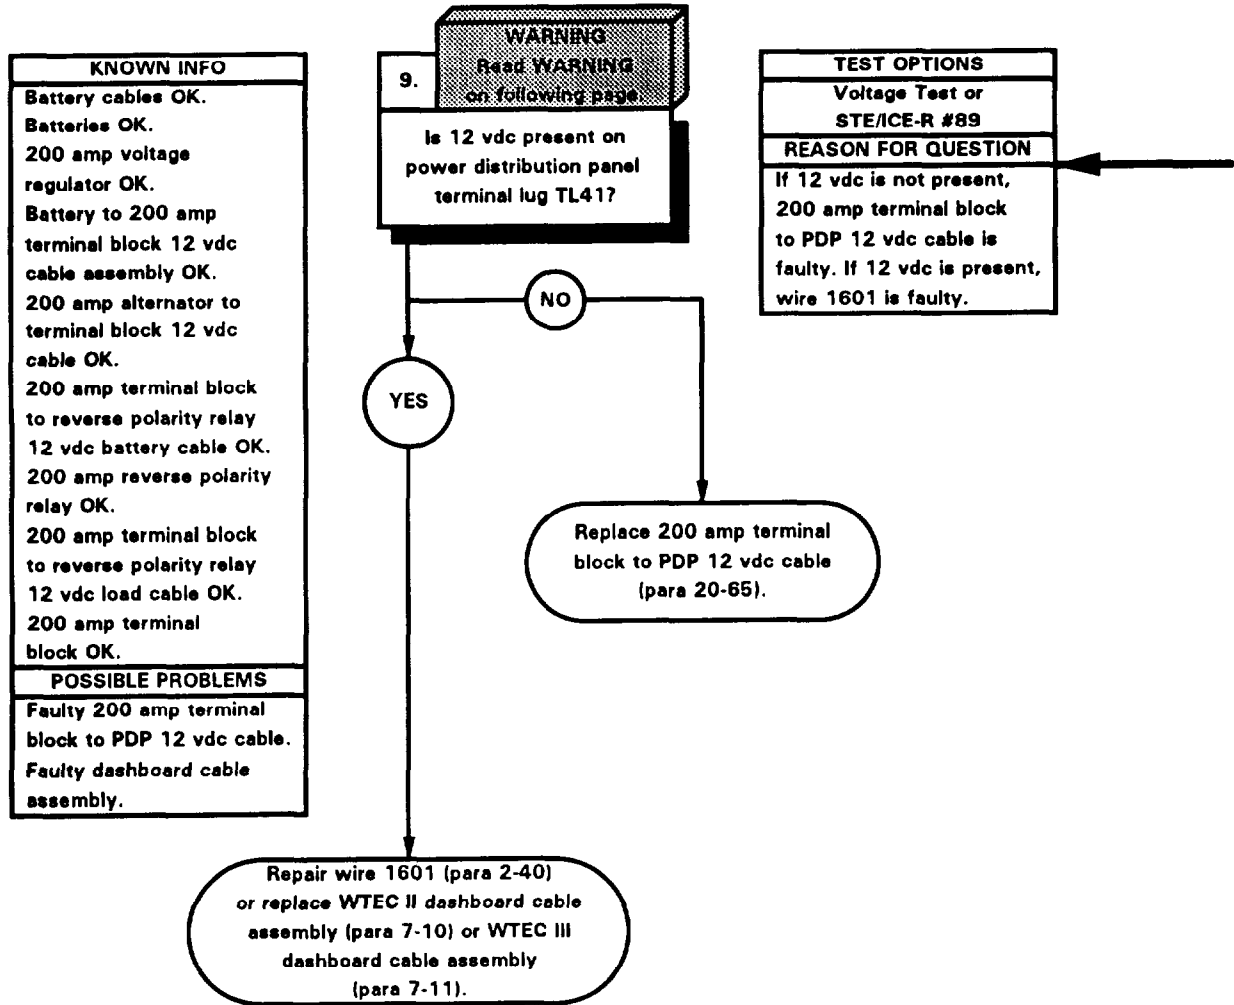 KNOWN INFO
Battery cables OK.
Batteries OK.
200 amp voltage
regulator OK.
Battery to 200 amp
terminal block 12 vdc
cable assembly OK.
200 amp alternator to
terminal block 12 vdc
cable OK.
200 amp terminal block
to reverse polarity relay
12 vdc battery cable OK.
200 amp reverse polarity
relay OK.
200 amp terminal block
to reverse polarity relay
12 vdc load cable OK.
200 amp terminal
block OK.
POSSIBLE PROBLEMS
Faulty 200 amp terminal
block to PDP 12 vdc cable.
Faulty dashboard cable
assembly.
WARNING
Read WARNING
on following page.
9.
Is 12 vdc present on
power distribution panel
terminal lug TL41?
NO
YES
Replace 200 amp terminal
block to PDP 12 vdc cable
(para 20-65).
Repair wire 1601 (para 2-40)
or replace WTEC II dashboard cable
assembly (para 7-10) or WTEC III
dashboard cable assembly
(para 7-11).
TEST OPTIONS
Voltage Test or
STE/ICE-R #89
REASON FOR QUESTION
If 12 vdc is not present,
200 amp terminal block
to PDP 12 vdc cable is
faulty. If 12 vdc is present,
wire 1601 is faulty.